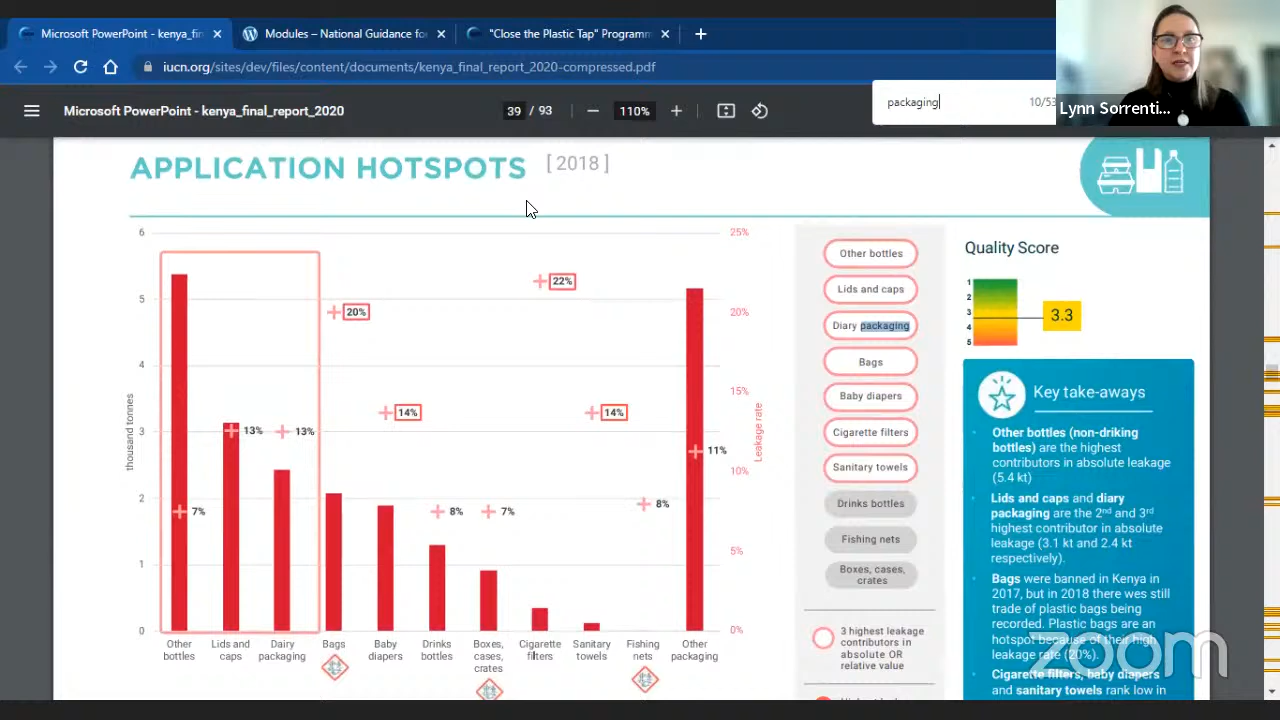 Microsoft PowerPoint - kenya_fin
Modules – National Guidance fo
"Close the Plastic Tap" Programm
iucn.org/sites/dev/files/content/documents/kenya_final_report_2020-compressed.pdf
Microsoft PowerPoint - kenya_final_report_2020
39 / 93
110%
packaging
10/53
Lynn Sorrenti...
APPLICATION HOTSPOTS [ 2018 ]
6
5
4
3
2
1
0
thousand tonnes
25%
20%
15%
10%
5%
0%
Leakage rate
7%
13%
13%
20%
14%
8%
7%
22%
14%
8%
11%
Other bottles
Lids and caps
Dairy packaging
Bags
Baby diapers
Drinks bottles
Boxes, cases, crates
Cigarette filters
Sanitary towels
Fishing nets
Other packaging
Other bottles
Lids and caps
Diary packaging
Bags
Baby diapers
Cigarette filters
Sanitary towels
Drinks bottles
Fishing nets
Boxes, cases,
crates
3 highest leakage
contributors in
absolute OR
relative value
Quality Score
1
2
3
4
5
3.3
Key take-aways
Other bottles (non-driking
bottles) are the highest
contributors in absolute leakage
(5.4 kt)
Lids and caps and diary
packaging are the 2nd and 3rd
highest contributor in absolute
leakage (3.1 kt and 2.4 kt
respectively).
Bags were banned in Kenya in
2017, but in 2018 there wes still
trade of plastic bags being
recorded. Plastic bags are an
hotspot because of their high
leakage rate (20%).
Cigarette filters, baby diapers
and sanitary towels rank low in
zoom